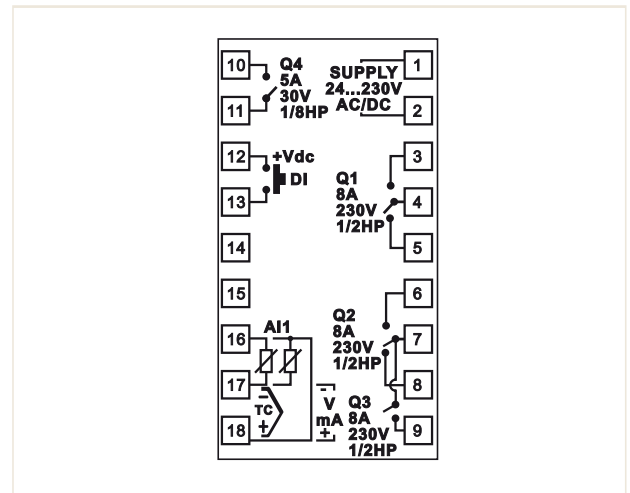 10
11
Q4
5A
30V
1/8HP
SUPPLY
24...230V
AC/DC
1
2
12
13
+Vdc
DI
Q1
8A
230V
1/2HP
3
4
5
14
15
6
Q2
8A
230V
1/2HP
7
8
16
AI1
17
18
-
TC
+
-
V
mA
+
Q3
8A
230V
1/2HP
9